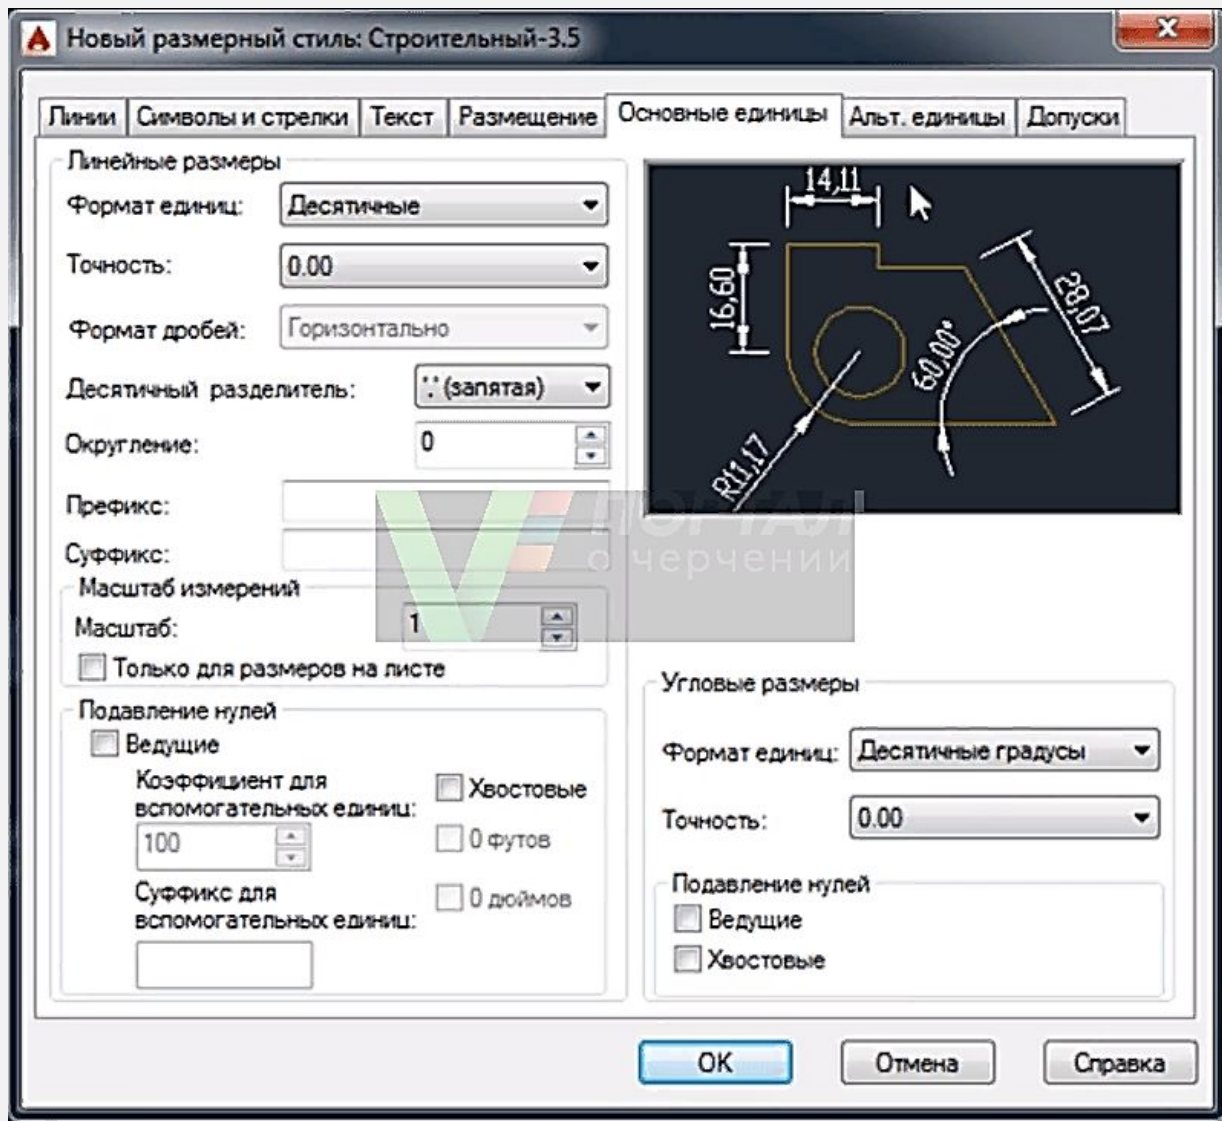 Новый размерный стиль: Строительный-3.5
Линии Символы и стрелки Текст Размещение Основные единицы Альт. единицы Допуски
Линейные размеры
Формат единиц: Десятичные
Точность: 0.00
Формат дробей: Горизонтально
Десятичный разделитель: ',' (запятая)
Округление: 0
Префикс:
Суффикс:
Масштаб измерений
Масштаб: 1
Только для размеров на листе
Подавление нулей
Ведущие
Коэффициент для
вспомогательных единиц:
100
Суффикс для
вспомогательных единиц:
Хвостовые
0 футов
0 дюймов
14,11
16,60
28,07
60,00°
R11,17
ПОРТАЛ
о черчении
Угловые размеры
Формат единиц: Десятичные градусы
Точность: 0.00
Подавление нулей
Ведущие
Хвостовые
OK Отмена Справка